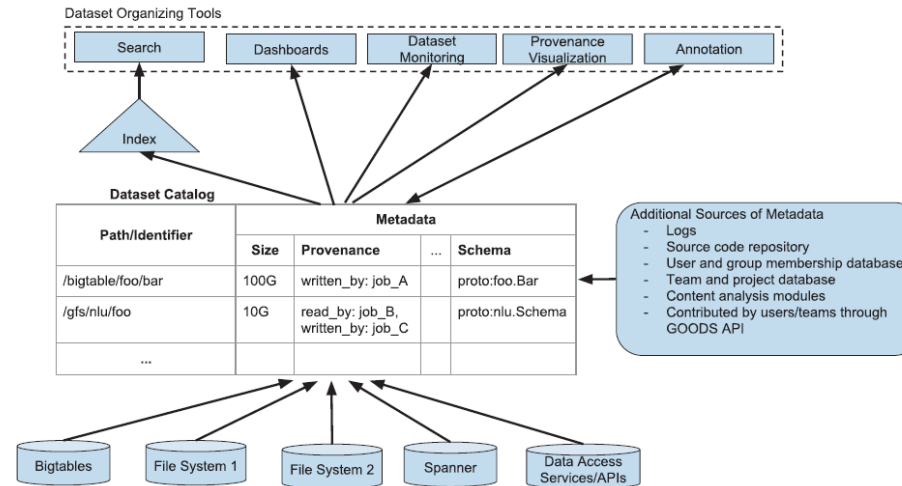 Dataset Organizing Tools
Search
Dashboards
Dataset
Monitoring
Provenance
Visualization
Annotation
Index
Dataset Catalog
Path/Identifier
Metadata
Size
Provenance
...
Schema
/bigtable/foo/bar
100G
written_by: job_A
proto:foo.Bar
/gfs/nlu/foo
10G
read_by: job_B,
written_by: job_C
proto:nlu.Schema
...
Additional Sources of Metadata
- Logs
- Source code repository
- User and group membership database
- Team and project database
- Content analysis modules
- Contributed by users/teams through
GOODS API
Bigtables
File System 1
File System 2
Spanner
Data Access
Services/APIs